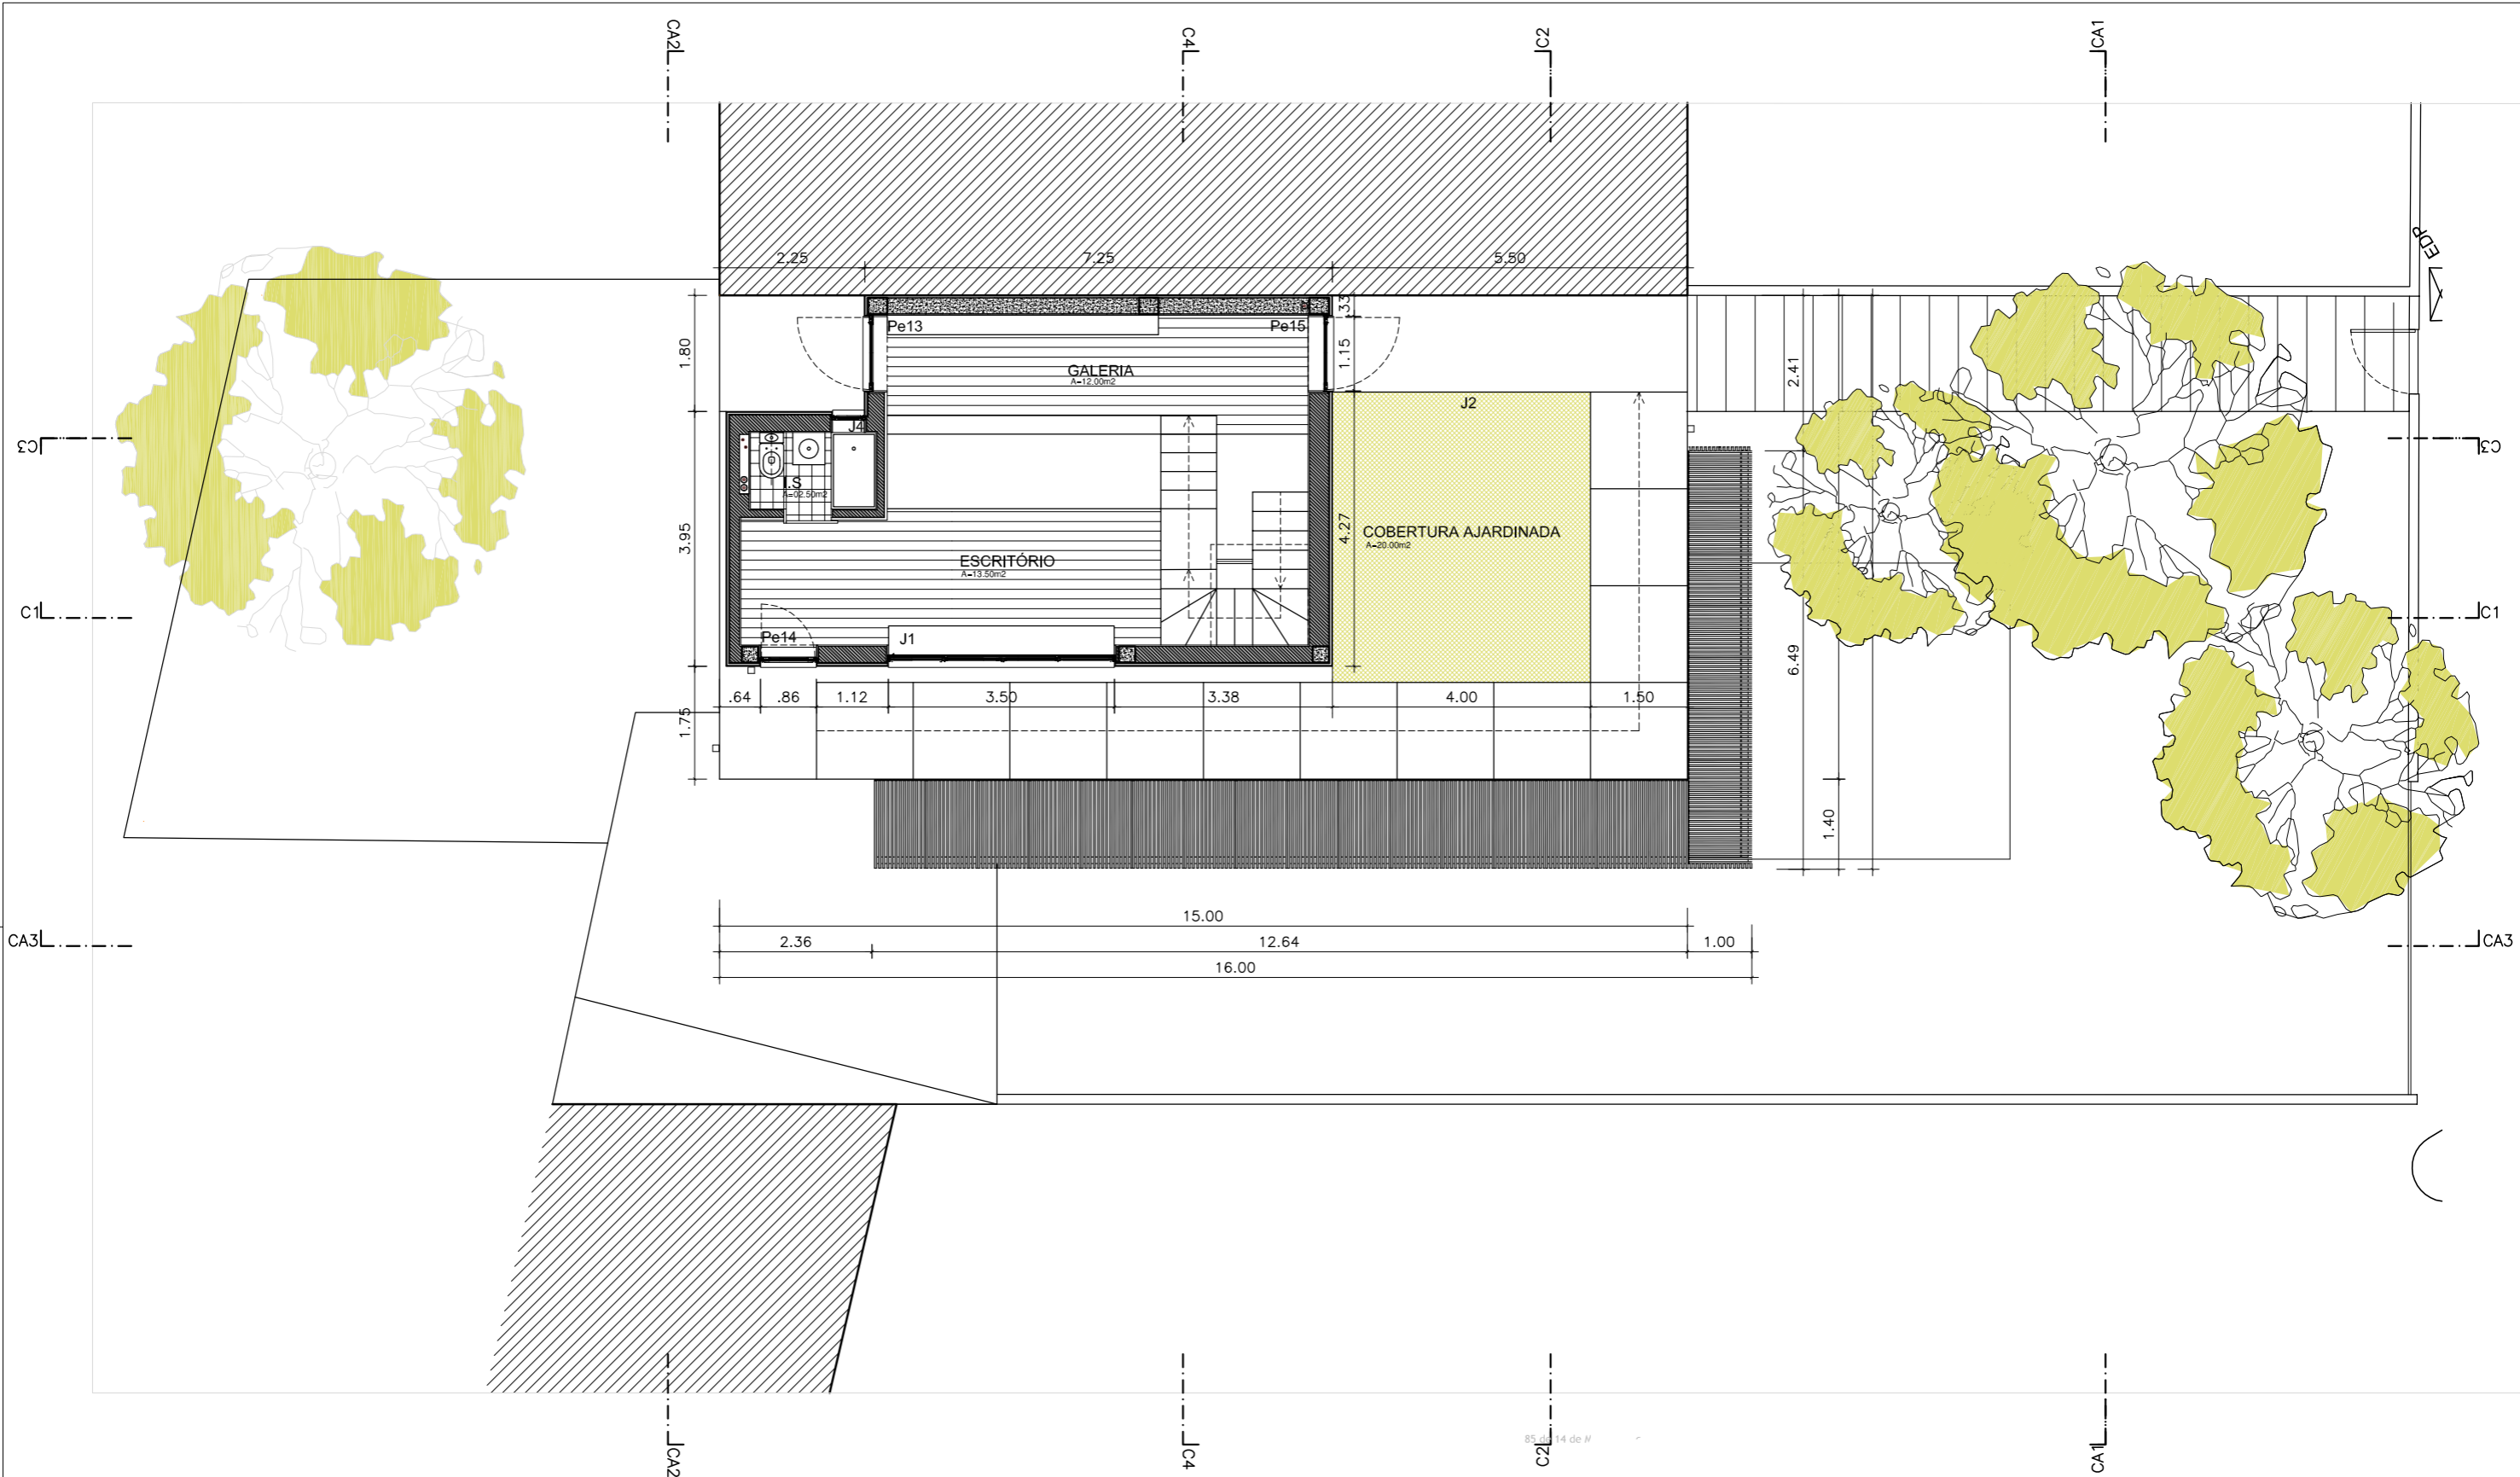 CA2
C4
C2
CA1
EDP
2.25
7.25
5.50
Pe13
Pe15
.33
1.80
1.15
GALERIA
A=12.00m2
2.41
J2
J4
C3
C3
I.S
A=02.50m2
3.95
4.27
COBERTURA AJARDINADA
A=20.00m2
ESCRITÓRIO
A=13.50m2
C1
C1
Pe14
J1
6.49
.64
.86
1.12
3.50
3.38
4.00
1.50
1.75
1.40
15.00
CA3
2.36
12.64
1.00
CA3
16.00
85 de 14 de M
CA2
C4
C2
CA1